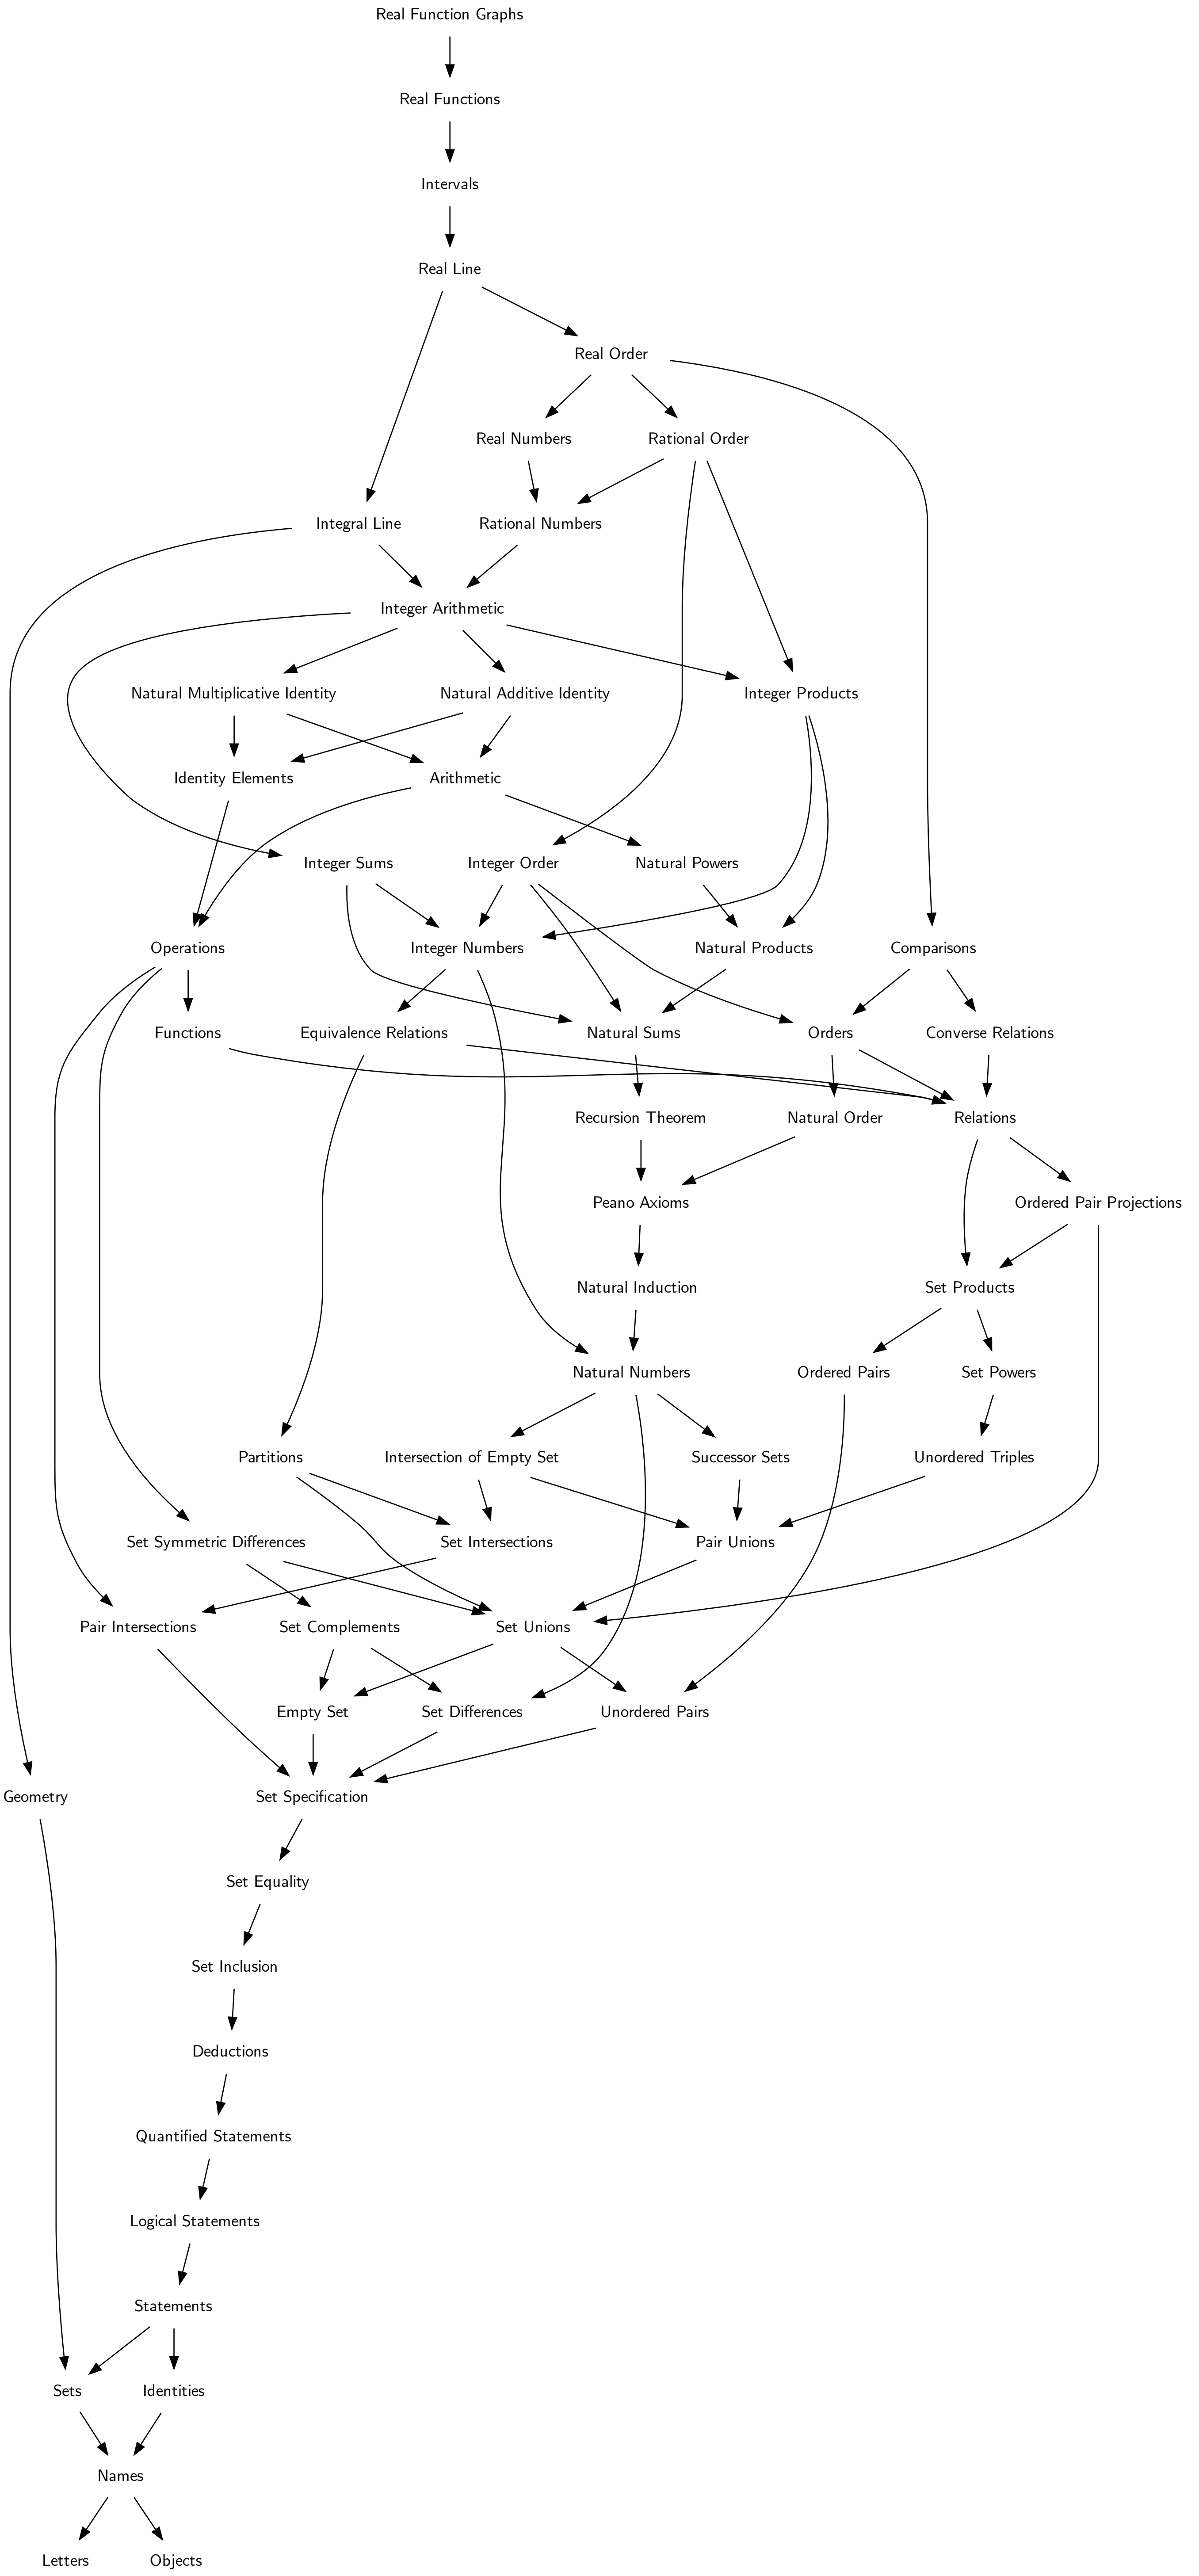 Real Function Graphs
Real Functions
Intervals
Real Line
Real Order
Real Numbers
Rational Order
Integral Line
Rational Numbers
Integer Arithmetic
Natural Multiplicative Identity
Natural Additive Identity
Integer Products
Identity Elements
Arithmetic
Integer Sums
Integer Order
Natural Powers
Operations
Integer Numbers
Natural Products
Comparisons
Functions
Equivalence Relations
Natural Sums
Orders
Converse Relations
Recursion Theorem
Natural Order
Relations
Peano Axioms
Ordered Pair Projections
Natural Induction
Set Products
Natural Numbers
Ordered Pairs
Set Powers
Partitions
Intersection of Empty Set
Successor Sets
Unordered Triples
Set Symmetric Differences
Set Intersections
Pair Unions
Pair Intersections
Set Complements
Set Unions
Empty Set
Set Differences
Unordered Pairs
Geometry
Set Specification
Set Equality
Set Inclusion
Deductions
Quantified Statements
Logical Statements
Statements
Sets
Identities
Names
Letters
Objects